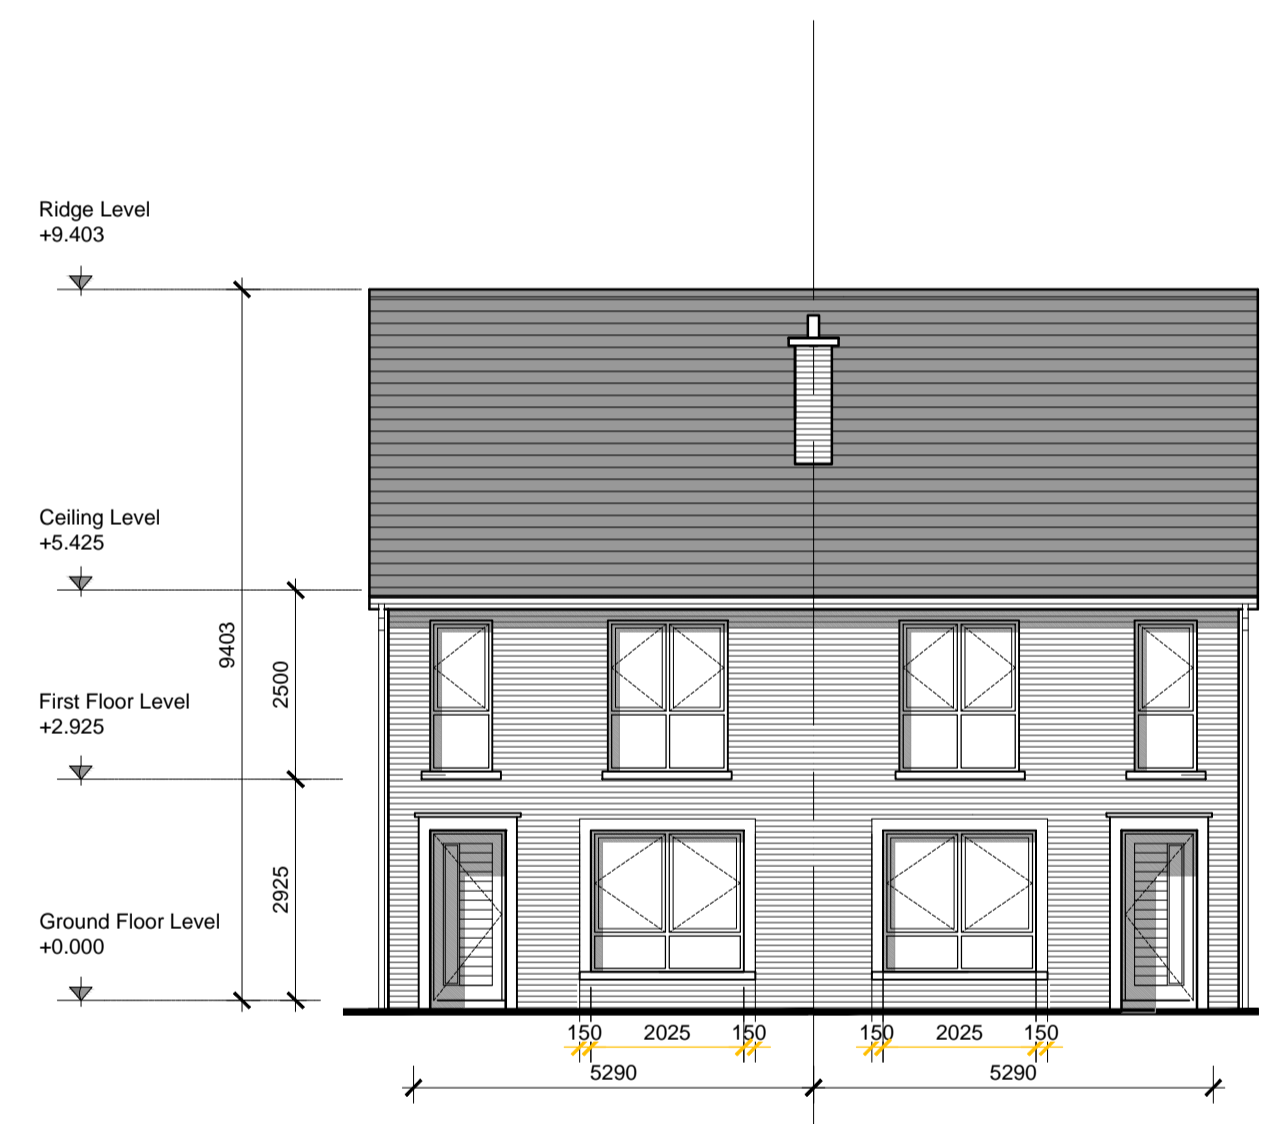 Ridge Level
+9.403
Ceiling Level
+5.425
9403
2500
First Floor Level
+2.925
2925
Ground Floor Level
+0.000
150 2025 150 150 2025 150
5290 5290